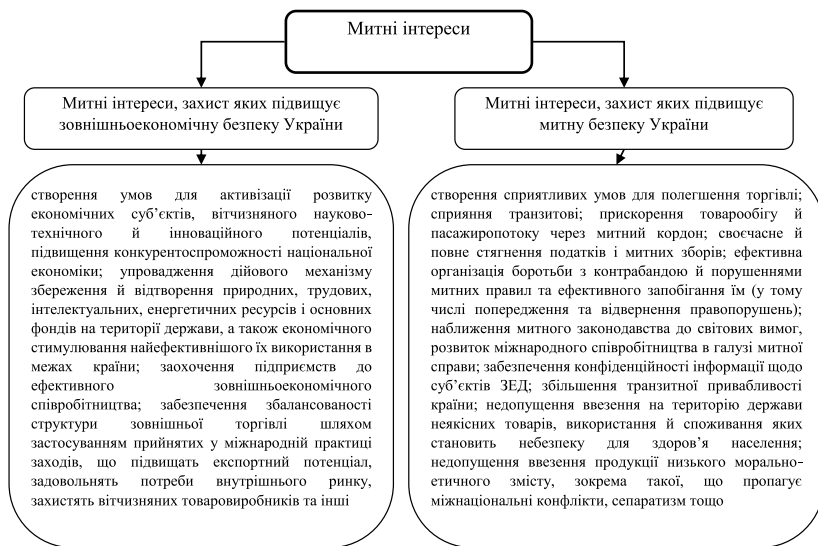 Митні інтереси
Митні інтереси, захист яких підвищує
зовнішньоекономічну безпеку України
Митні інтереси, захист яких підвищує
митну безпеку України
створення умов для активізації розвитку
економічних суб’єктів, вітчизняного науково-
технічного й інноваційного потенціалів,
підвищення конкурентоспроможності національної
економіки; упровадження дійового механізму
збереження й відтворення природних, трудових,
інтелектуальних, енергетичних ресурсів і основних
фондів на території держави, а також економічного
стимулювання найефективнішого їх використання в
межах країни; заохочення підприємств до
ефективного зовнішньоекономічного
співробітництва; забезпечення збалансованості
структури зовнішньої торгівлі шляхом
застосуванням прийнятих у міжнародній практиці
заходів, що підвищать експортний потенціал,
задовольнять потреби внутрішнього ринку,
захистять вітчизняних товаровиробників та інші
створення сприятливих умов для полегшення торгівлі;
сприяння транзитові; прискорення товарообігу й
пасажиропотоку через митний кордон; своєчасне й
повне стягнення податків і митних зборів; ефективна
організація боротьби з контрабандою й порушеннями
митних правил та ефективного запобігання їм (у тому
числі попередження та відвернення правопорушень);
наближення митного законодавства до світових вимог,
розвиток міжнародного співробітництва в галузі митної
справи; забезпечення конфіденційності інформації щодо
суб’єктів ЗЕД; збільшення транзитної привабливості
країни; недопущення ввезення на територію держави
неякісних товарів, використання й споживання яких
становить небезпеку для здоров’я населення;
недопущення ввезення продукції низького морально-
етичного змісту, зокрема такої, що пропагує
міжнаціональні конфлікти, сепаратизм тощо